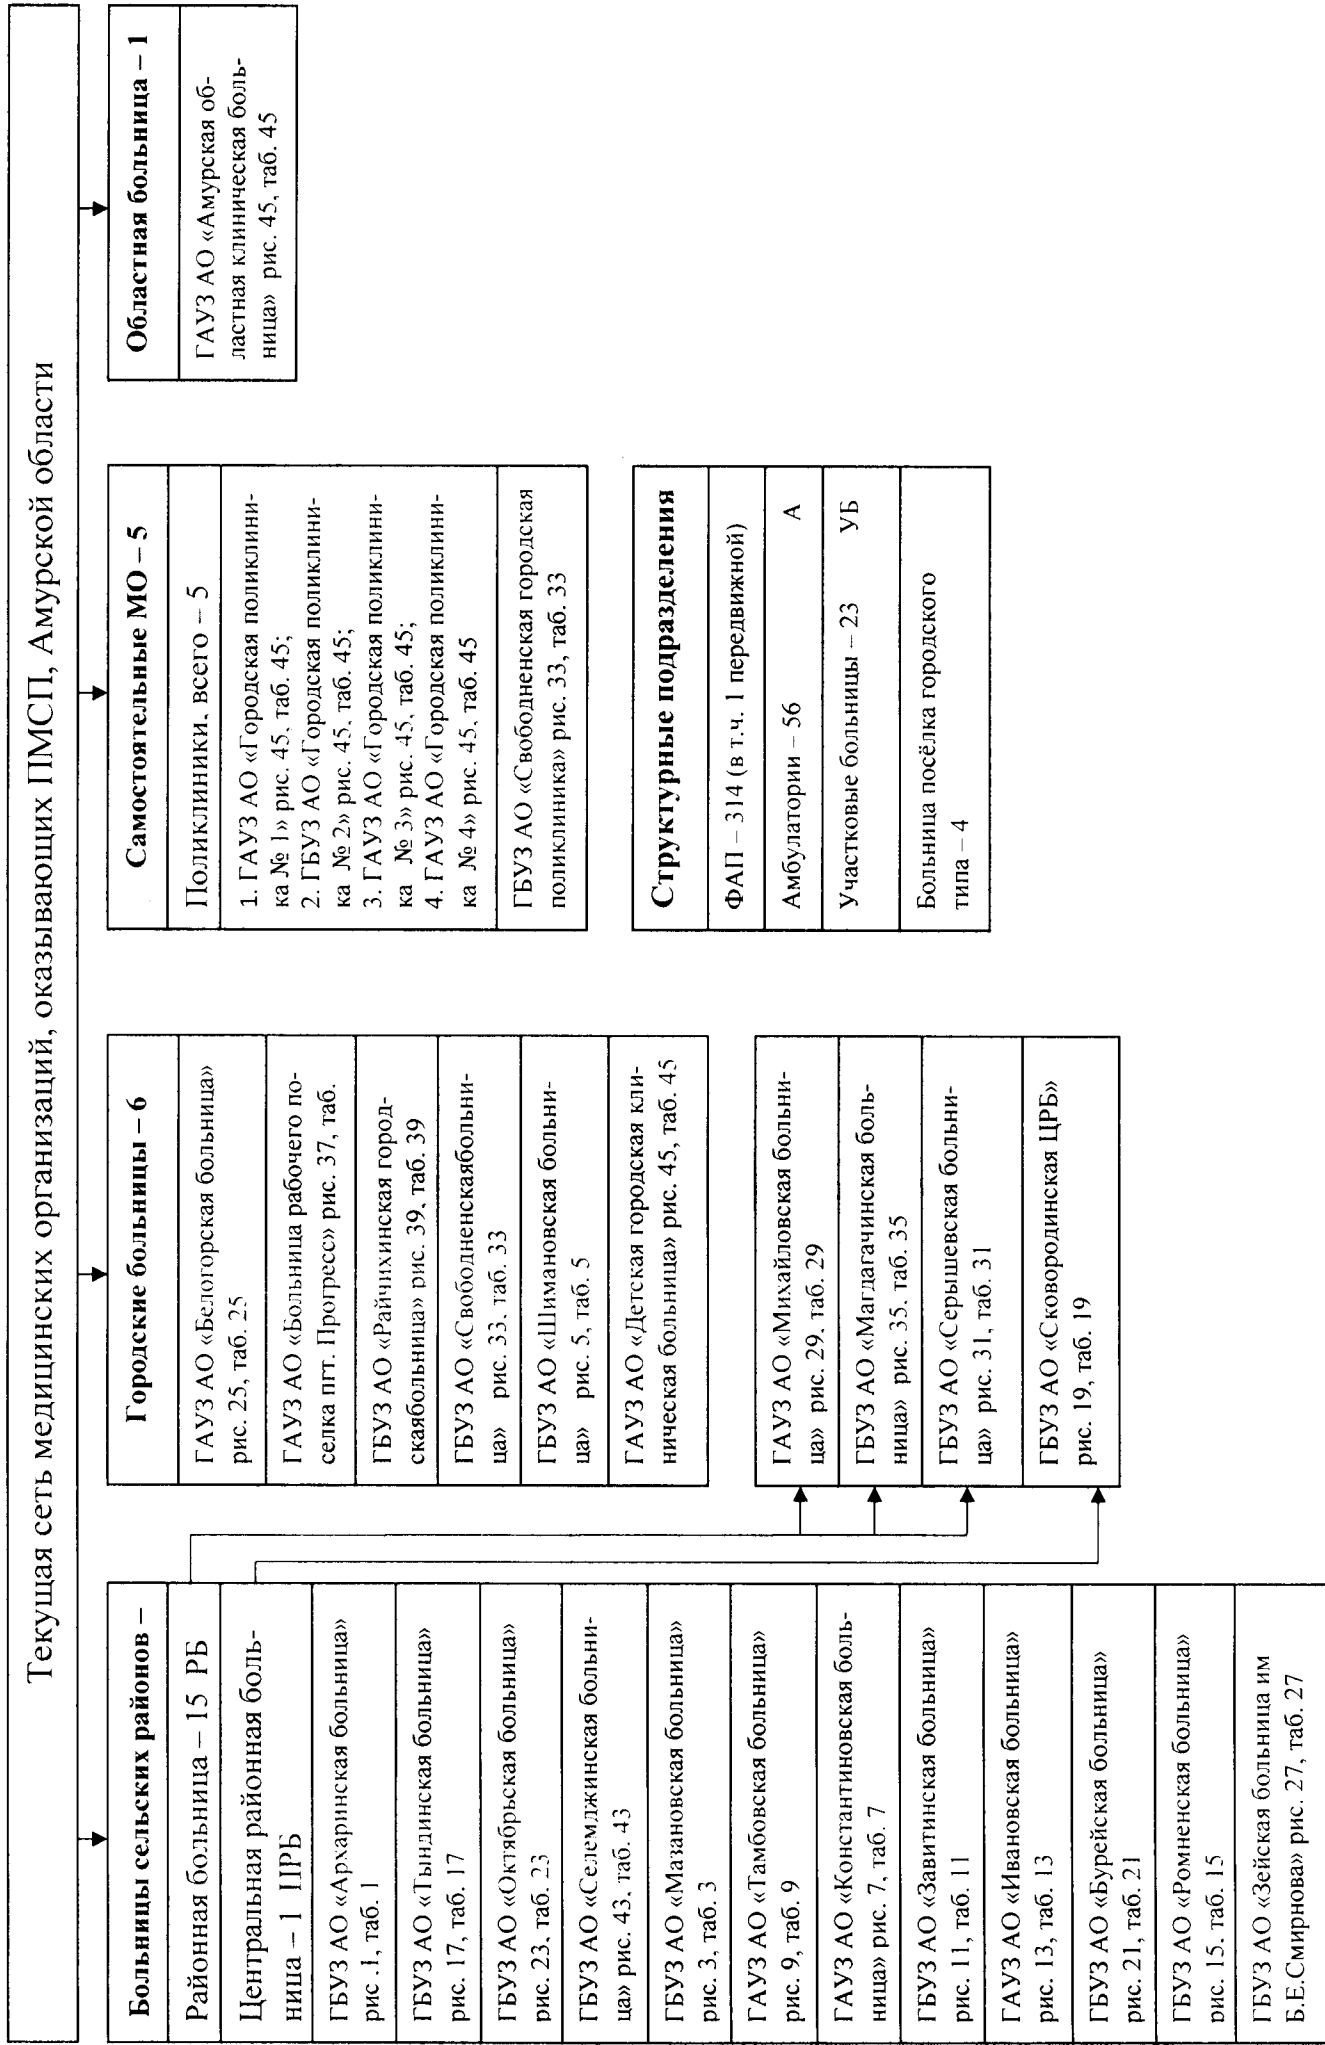 Текущая сеть медицинских организаций, оказывающих ПМСП, Амурской области
Больницы сельских районов –
Районная больница – 15 РБ
Центральная районная боль-
ница – 1 ЦРБ
ГБУЗ АО «Архаринская больница»
рис .1, таб. 1
ГБУЗ АО «Тындинская больница»
рис. 17, таб. 17
ГБУЗ АО «Октябрьская больница»
рис. 23, таб. 23
ГБУЗ АО «Селемджинская больни-
ца» рис. 43, таб. 43
ГБУЗ АО «Мазановская больница»
рис. 3, таб. 3
ГАУЗ АО «Тамбовская больница»
рис. 9, таб. 9
ГАУЗ АО «Константиновская боль-
ница» рис. 7, таб. 7
ГБУЗ АО «Завитинская больница»
рис. 11, таб. 11
ГАУЗ АО «Ивановская больница»
рис. 13, таб. 13
ГБУЗ АО «Бурейская больница»
рис. 21, таб. 21
ГБУЗ АО «Ромненская больница»
рис. 15. таб. 15
ГБУЗ АО «Зейская больница им
Б.Е.Смирнова» рис. 27, таб. 27
Городские больницы – 6
ГАУЗ АО «Белогорская больница»
рис. 25, таб. 25
ГАУЗ АО «Больница рабочего по-
селка пгт. Прогресс» рис. 37, таб.
ГБУЗ АО «Райчихинская город-
скаябольница» рис. 39, таб. 39
ГБУЗ АО «Свободненскаябольни-
ца» рис. 33, таб. 33
ГБУЗ АО «Шимановская больни-
ца» рис. 5, таб. 5
ГАУЗ АО «Детская городская кли-
ническая больница» рис. 45, таб. 45
ГАУЗ АО «Михайловская больни-
ца» рис. 29. таб. 29
ГБУЗ АО «Магдагачинская боль-
ница» рис. 35. таб. 35
ГБУЗ АО «Серышевская больни-
ца» рис. 31, таб. 31
ГБУЗ АО «Сковородинская ЦРБ»
рис. 19, таб. 19
Самостоятельные МО – 5
Поликлиники, всего – 5
1. ГАУЗ АО «Городская поликлини-
ка № 1» рис. 45, таб. 45;
2. ГБУЗ АО «Городская поликлини-
ка № 2» рис. 45, таб. 45;
3. ГАУЗ АО «Городская поликлини-
ка № 3» рис. 45, таб. 45;
4. ГАУЗ АО «Городская поликлини-
ка № 4» рис. 45, таб. 45
ГБУЗ АО «Свободненская городская
поликлиника» рис. 33, таб. 33
Структурные подразделения
ФАП – 314 (в т.ч. 1 передвижной)
Амбулатории – 56 А
Участковые больницы – 23 УБ
Больница посёлка городского
типа – 4
Областная больница – 1
ГАУЗ АО «Амурская об-
ластная клиническая боль-
ница» рис. 45, таб. 45